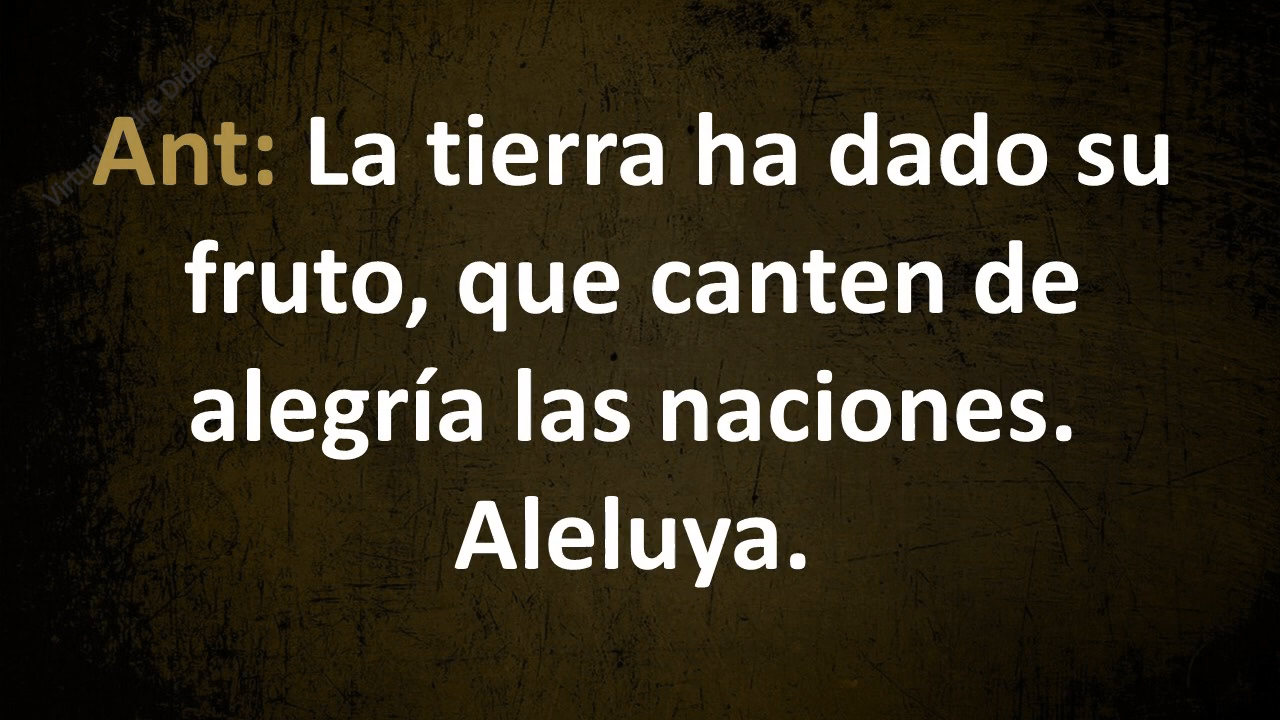 Ant: La tierra ha dado su
fruto, que canten de
alegría las naciones.
Aleluya.